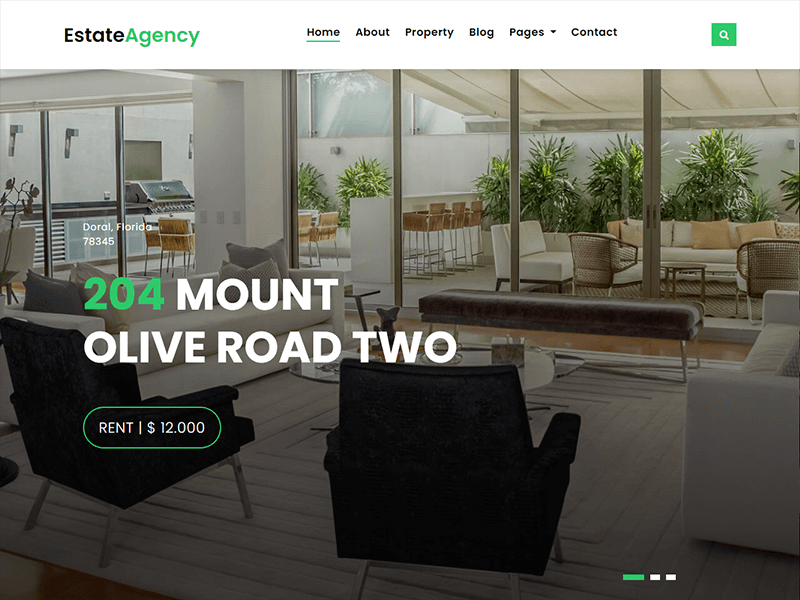 EstateAgency
Home About Property Blog Pages Contact
Doral, Florida
78345
204 MOUNT
OLIVE ROAD TWO
RENT | $ 12.000